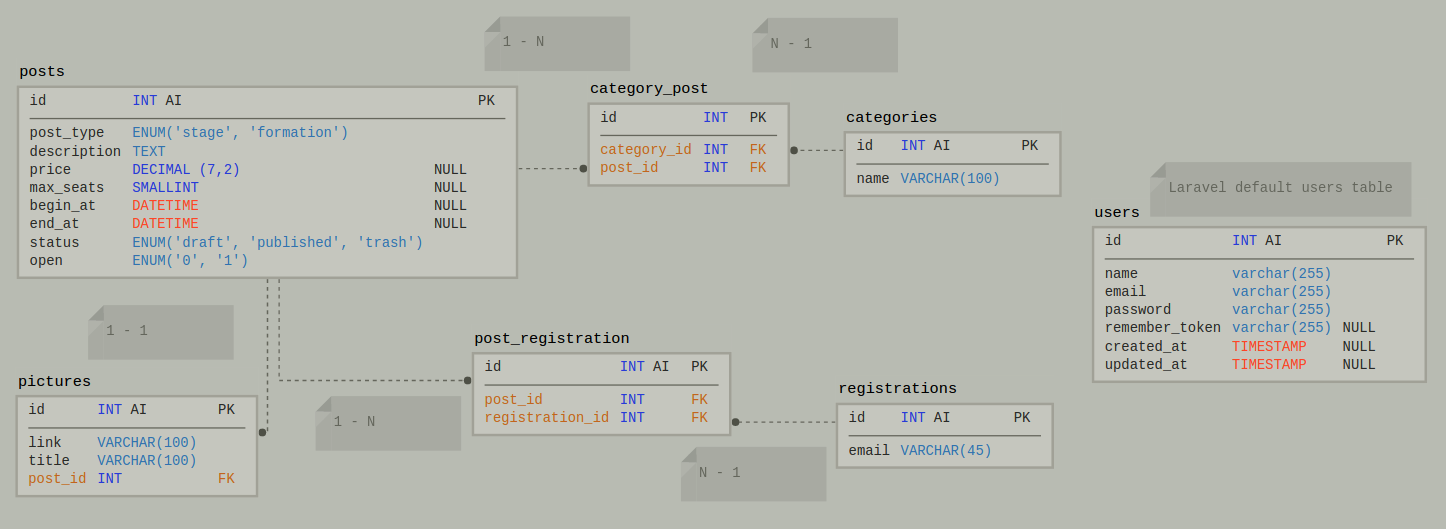 1 - N
N - 1
posts
id INT AI PK
post_type ENUM('stage', 'formation')
description TEXT
price DECIMAL (7,2) NULL
max_seats SMALLINT NULL
begin_at DATETIME NULL
end_at DATETIME NULL
status ENUM('draft', 'published', 'trash')
open ENUM('0', '1')
category_post
id INT PK
category_id INT FK
post_id INT FK
categories
id INT AI PK
name VARCHAR(100)
Laravel default users table
users
id INT AI PK
name varchar(255)
email varchar(255)
password varchar(255)
remember_token varchar(255) NULL
created_at TIMESTAMP NULL
updated_at TIMESTAMP NULL
1 - 1
pictures
id INT AI PK
link VARCHAR(100)
title VARCHAR(100)
post_id INT FK
1 - N
post_registration
id INT AI PK
post_id INT FK
registration_id INT FK
registrations
id INT AI PK
email VARCHAR(45)
N - 1